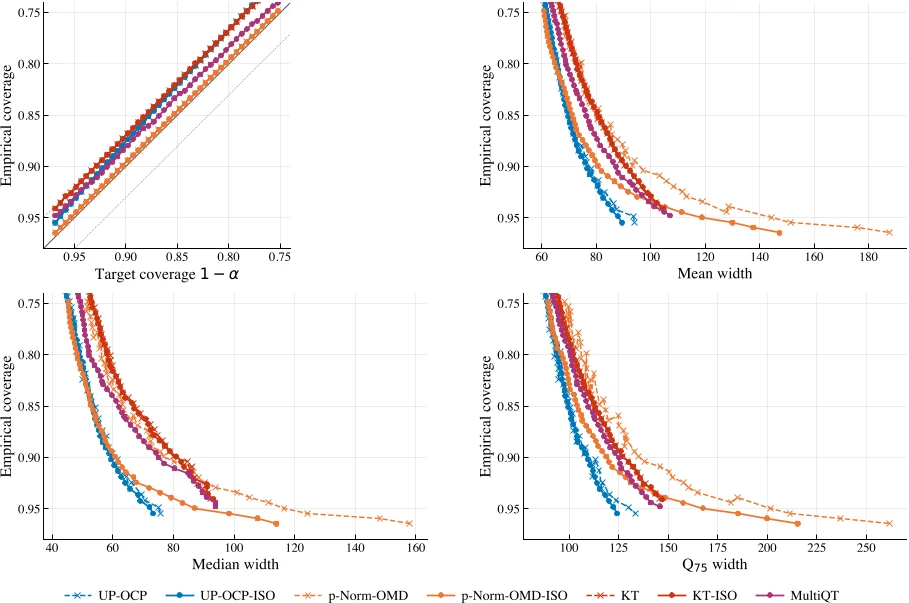 0.75
0.80
0.85
0.90
0.95
Empirical coverage
0.95 0.90 0.85 0.80 0.75
Target coverage 1 − α
0.75
0.80
0.85
0.90
0.95
Empirical coverage
60 80 100 120 140 160 180
Mean width
0.75
0.80
0.85
0.90
0.95
Empirical coverage
40 60 80 100 120 140 160
Median width
0.75
0.80
0.85
0.90
0.95
Empirical coverage
100 125 150 175 200 225 250
Q75 width
UP-OCP UP-OCP-ISO p-Norm-OMD p-Norm-OMD-ISO KT KT-ISO MultiQT